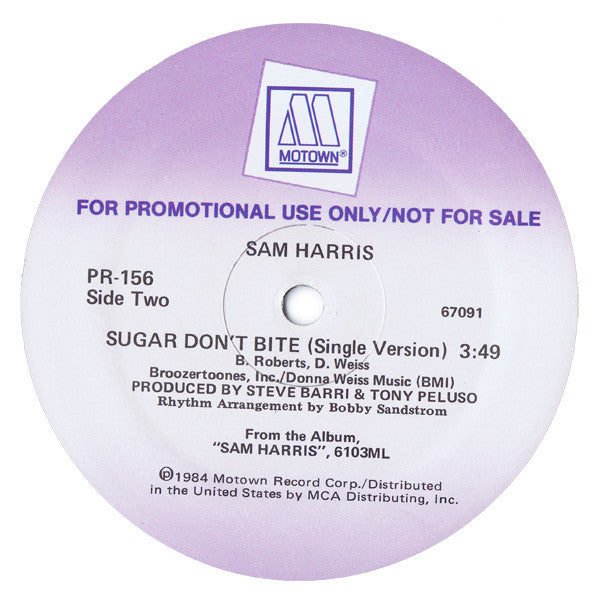 M
MOTOWN®
FOR PROMOTIONAL USE ONLY/NOT FOR SALE
SAM HARRIS
PR-156
Side Two
67091
SUGAR DON'T BITE (Single Version) 3:49
B. Roberts, D. Weiss
Broozertoones, Inc./Donna Weiss Music (BMI)
PRODUCED BY STEVE BARRI & TONY PELUSO
Rhythm Arrangement by Bobby Sandstrom
From the Album,
"SAM HARRIS", 6103ML
℗1984 Motown Record Corp./Distributed
in the United States by MCA Distributing, Inc.